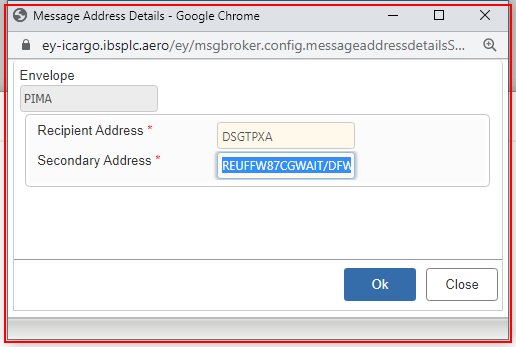 Message Address Details - Google Chrome
ey-icargo.ibsplc.aero/ey/msgbroker.config.messageaddressdetailsS...
Envelope
PIMA
Recipient Address *
DSGTPXA
Secondary Address *
REUFFW87CGWAIT/DFW
Ok
Close